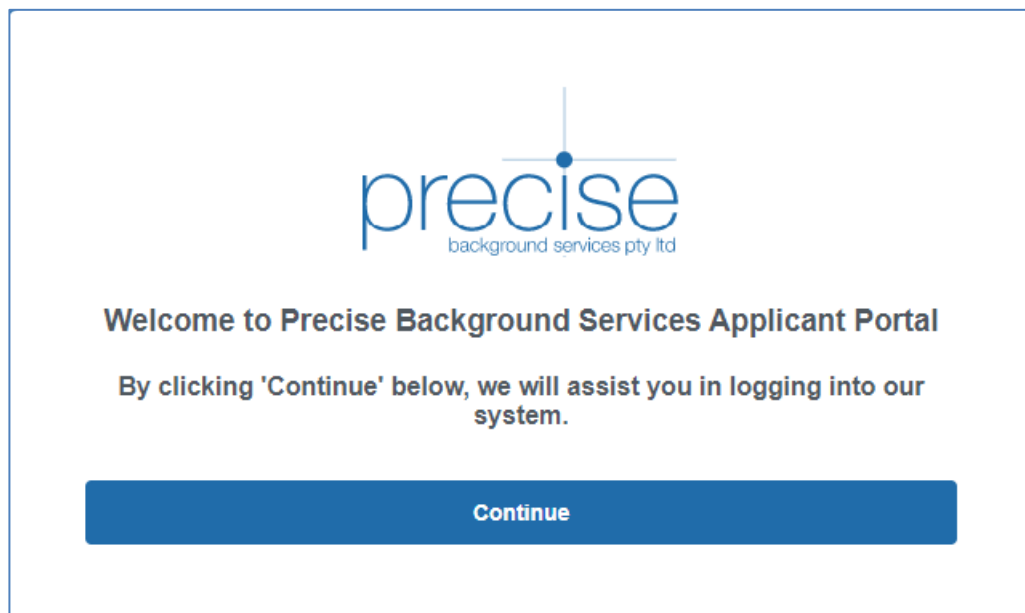 precise
background services pty ltd
Welcome to Precise Background Services Applicant Portal
By clicking 'Continue' below, we will assist you in logging into our
system.
Continue